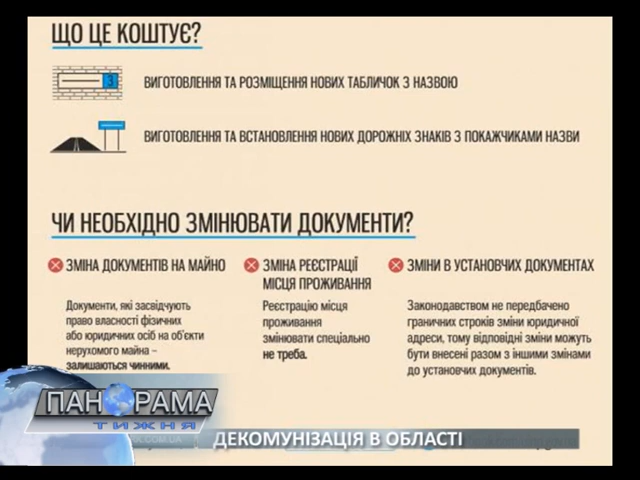 ЩО ЦЕ КОШТУЄ?
3
ВИГОТОВЛЕННЯ ТА РОЗМІЩЕННЯ НОВИХ ТАБЛИЧОК З НАЗВОЮ
ВИГОТОВЛЕННЯ ТА ВСТАНОВЛЕННЯ НОВИХ ДОРОЖНІХ ЗНАКІВ З ПОКАЖЧИКАМИ НАЗВИ
ЧИ НЕОБХІДНО ЗМІНЮВАТИ ДОКУМЕНТИ?
ЗМІНА ДОКУМЕНТІВ НА МАЙНО
Документи, які засвідчують
право власності фізичних
або юридичних осіб на об'єкти
нерухомого майна –
залишаються чинними.
ЗМІНА РЕЄСТРАЦІЇ
МІСЦЯ ПРОЖИВАННЯ
Реєстрацію місця
проживання
змінювати спеціально
не треба.
ЗМІНИ В УСТАНОВЧИХ ДОКУМЕНТАХ
Законодавством не передбачено
граничних строків зміни юридичної
адреси, тому відповідні зміни можуть
бути внесені разом з іншими змінами
до установчих документів.
ПАНОРАМА
ТИЖНЯ
ДЕКОМУНІЗАЦІЯ В ОБЛАСТІ